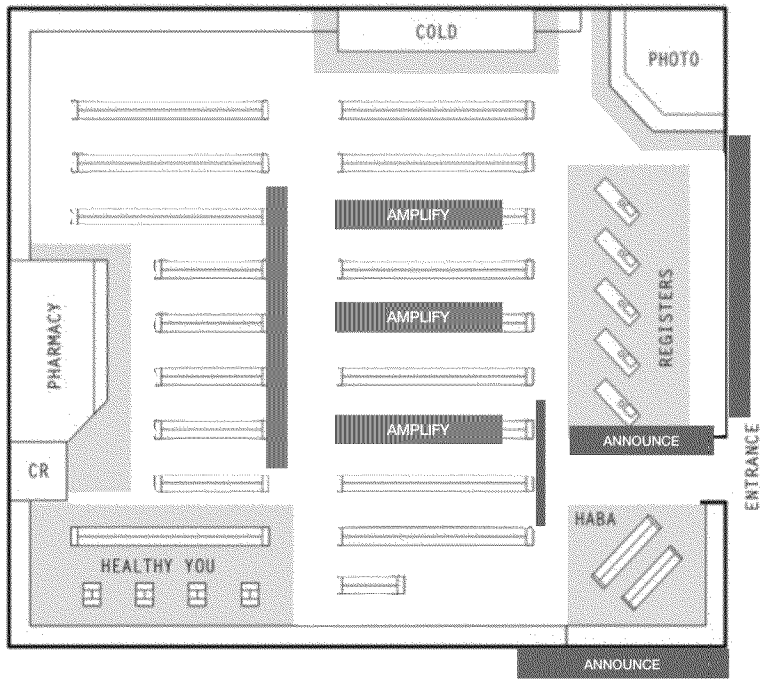 COLD
PHOTO
AMPLIFY
AMPLIFY
PHARMACY
REGISTERS
AMPLIFY
ANNOUNCE
CR
ENTRANCE
HABA
HEALTHY YOU
ANNOUNCE